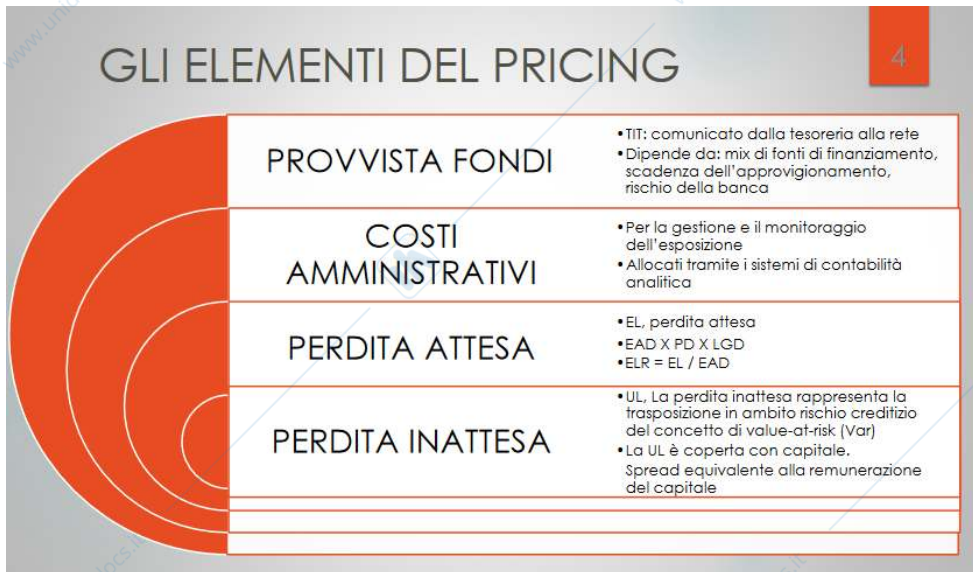 GLI ELEMENTI DEL PRICING
4
PROVVISTA FONDI
•TIT: comunicato dalla tesoreria alla rete
•Dipende da: mix di fonti di finanziamento,
scadenza dell'approvigionamento,
rischio della banca
COSTI
AMMINISTRATIVI
•Per la gestione e il monitoraggio
dell'esposizione
•Allocati tramite i sistemi di contabilità
analitica
PERDITA ATTESA
•EL, perdita attesa
•EAD X PD X LGD
•ELR = EL / EAD
PERDITA INATTESA
•UL, La perdita inattesa rappresenta la
trasposizione in ambito rischio creditizio
del concetto di value-at-risk (Var)
•La UL è coperta con capitale.
Spread equivalente alla remunerazione
del capitale